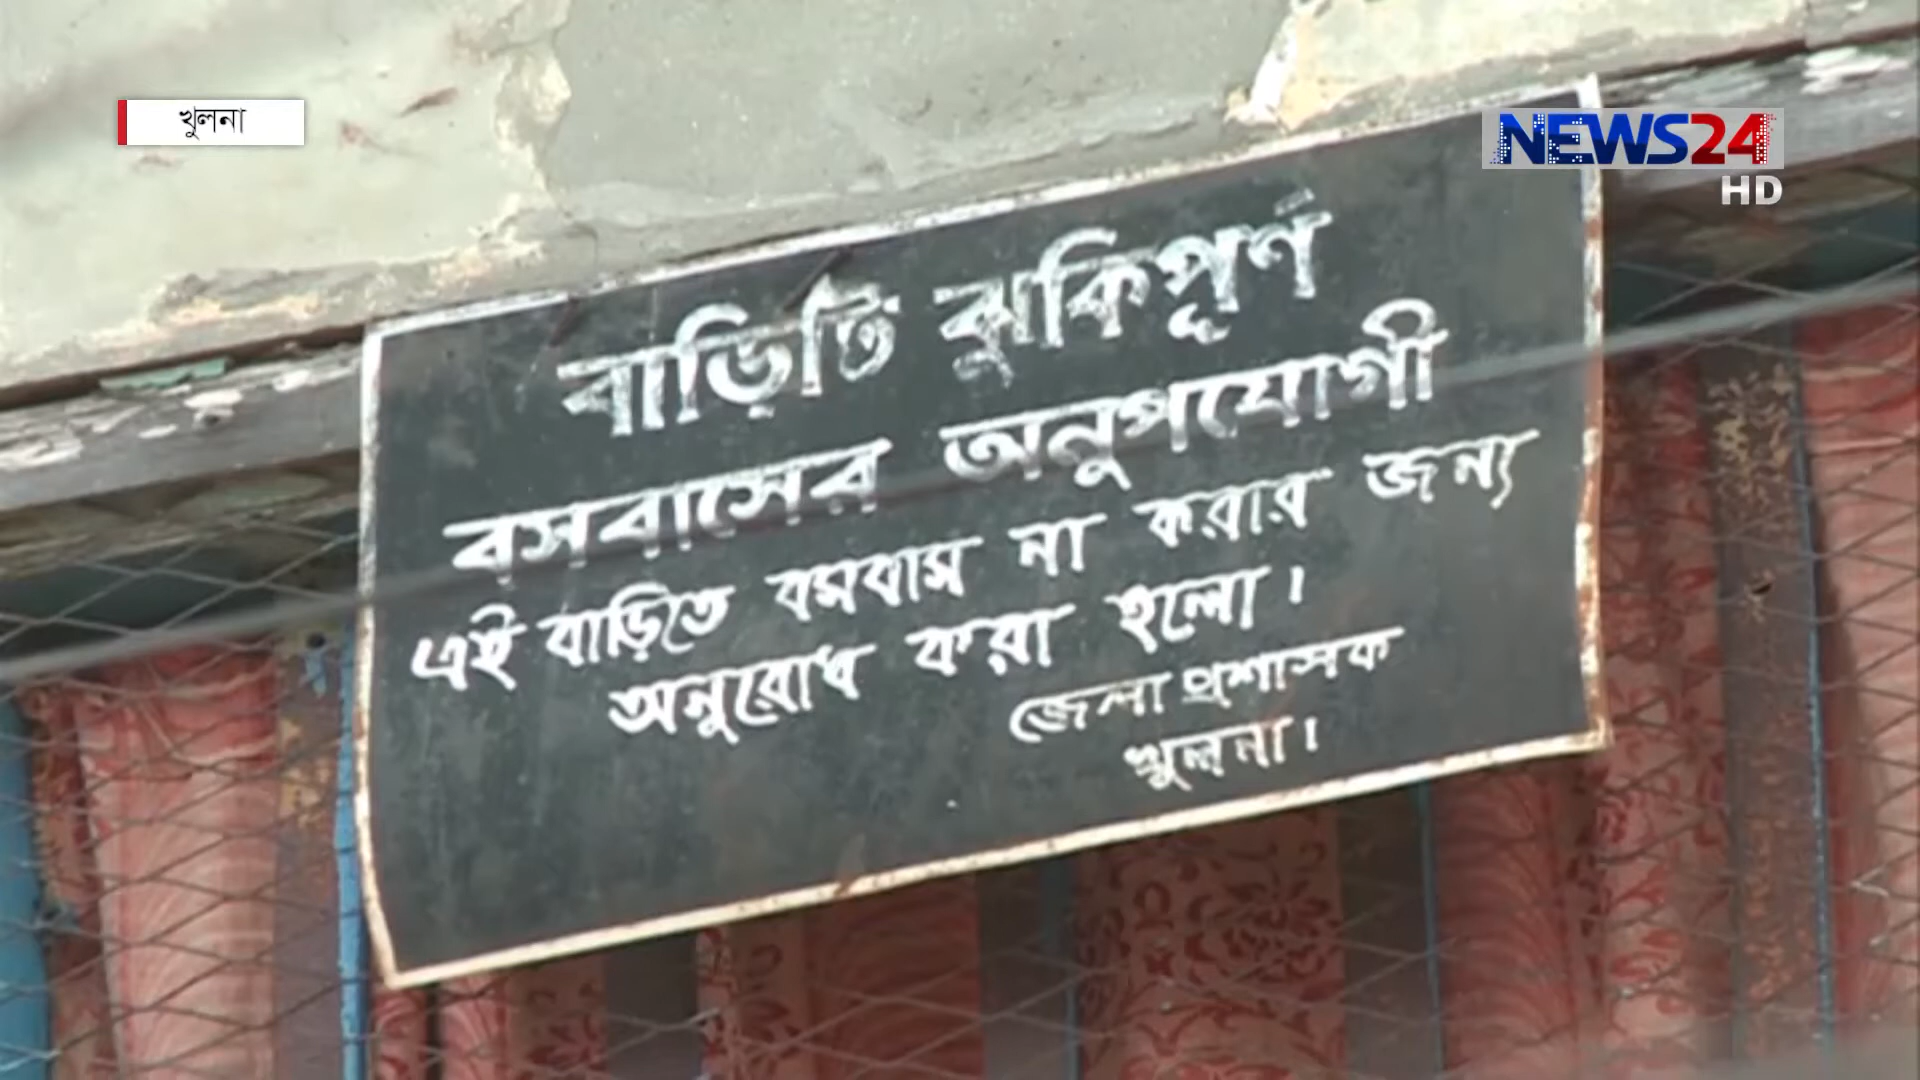 খুলনা
NEWS24
HD
বাড়িটি ঝুকিপূর্ণ
বসবাসের অনুপযোগী
এই বাড়িতে বসবাস না করার জন্য
অনুরোধ করা হলো।
জেলা প্রশাসক
খুলনা।